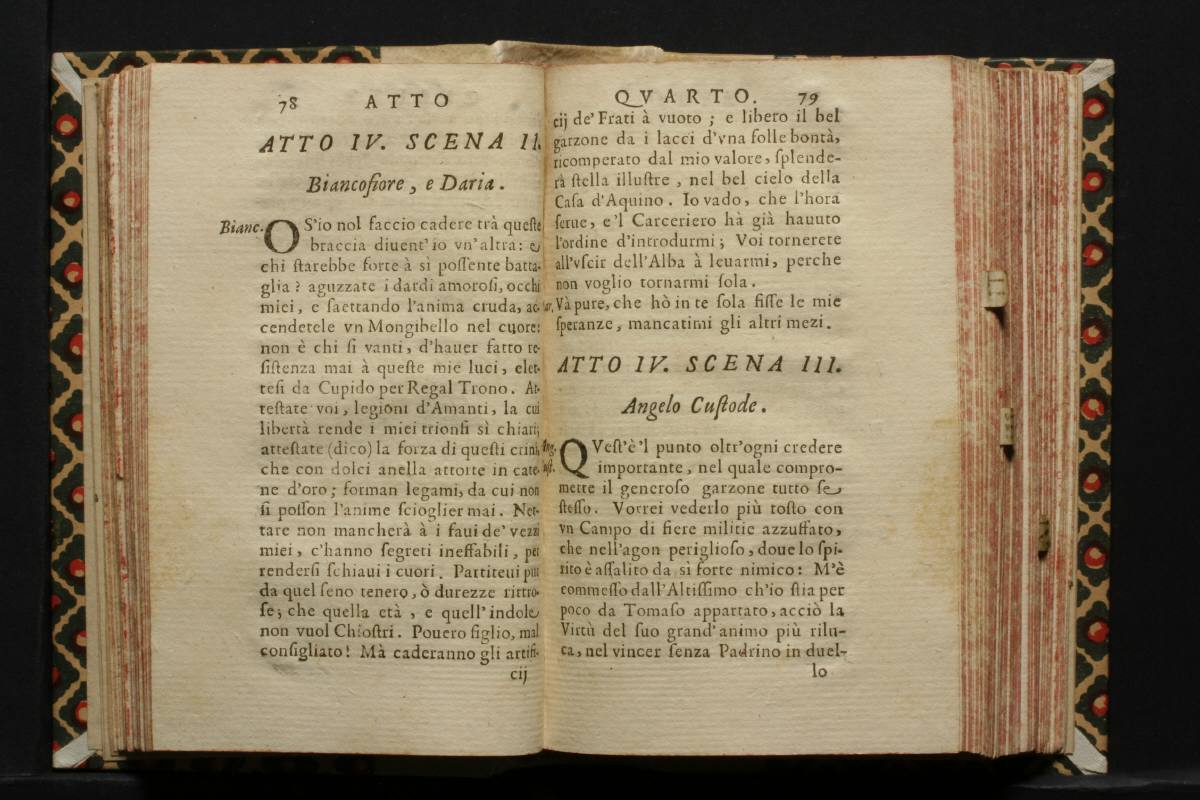 78 ATTO
ATTO IV. SCENA II.
Biancofiore, e Daria.
Bianc. O S'io nol faccio cadere trà queſte
braccia diuent'io vn'altra: e
chi ſtarebbe forte à sì poſſente batta-
glia? aguzzate i dardi amoroſi, occhi
miei, e ſaettando l'anima cruda, ac-
cendetele vn Mongibello nel cuore:
non è chi ſi vanti, d'hauer fatto re-
ſiſtenza mai à queſte mie luci, elet-
teſi da Cupido per Regal Trono. At-
teſtate voi, legioni d'Amanti, la cui
libertà rende i miei trionfi sì chiari;
atteſtate (dico) la forza di queſti crini,
che con dolci anella attorte in cate-
ne d'oro; forman legami, da cui non
ſi poſſon l'anime ſcioglier mai. Net-
tare non mancherà à i faui de' vezzi
miei, c'hanno ſegreti ineffabili, per
renderſi ſchiaui i cuori. Partiteui pur
da quel ſeno tenero, ò durezze ritro-
ſe; che quella età, e quell'indole
non vuol Chioſtri. Pouero figlio, mal
conſigliato! Mà caderanno gli artifi-
cij
QVARTO. 79
cij de' Frati à vuoto; e libero il bel
garzone da i lacci d'vna folle bontà,
ricomperato dal mio valore, ſplende-
rà ſtella illuſtre, nel bel cielo della
Caſa d'Aquino. Io vado, che l'hora
ſerue, e'l Carceriero hà già hauuto
l'ordine d'introdurmi; Voi tornerete
all'vſcir dell'Alba à leuarmi, perche
non voglio tornarmi ſola.
Và pure, che hò in te ſola fiſſe le mie
ſperanze, mancatimi gli altri mezi.
ATTO IV. SCENA III.
Angelo Cuſtode.
QVeſt'è'l punto oltr'ogni credere
importante, nel quale compro-
mette il generoſo garzone tutto ſe
ſteſſo. Vorrei vederlo più toſto con
vn Campo di fiere militie azzuffato,
che nell'agon periglioſo, doue lo ſpi-
rito è aſſalito da sì forte nimico: M'è
commeſſo dall'Altiſſimo ch'io ſtia per
poco da Tomaſo appartato, acciò la
Virtù del ſuo grand'animo più rilu-
ca, nel vincer ſenza Padrino in duel-
lo